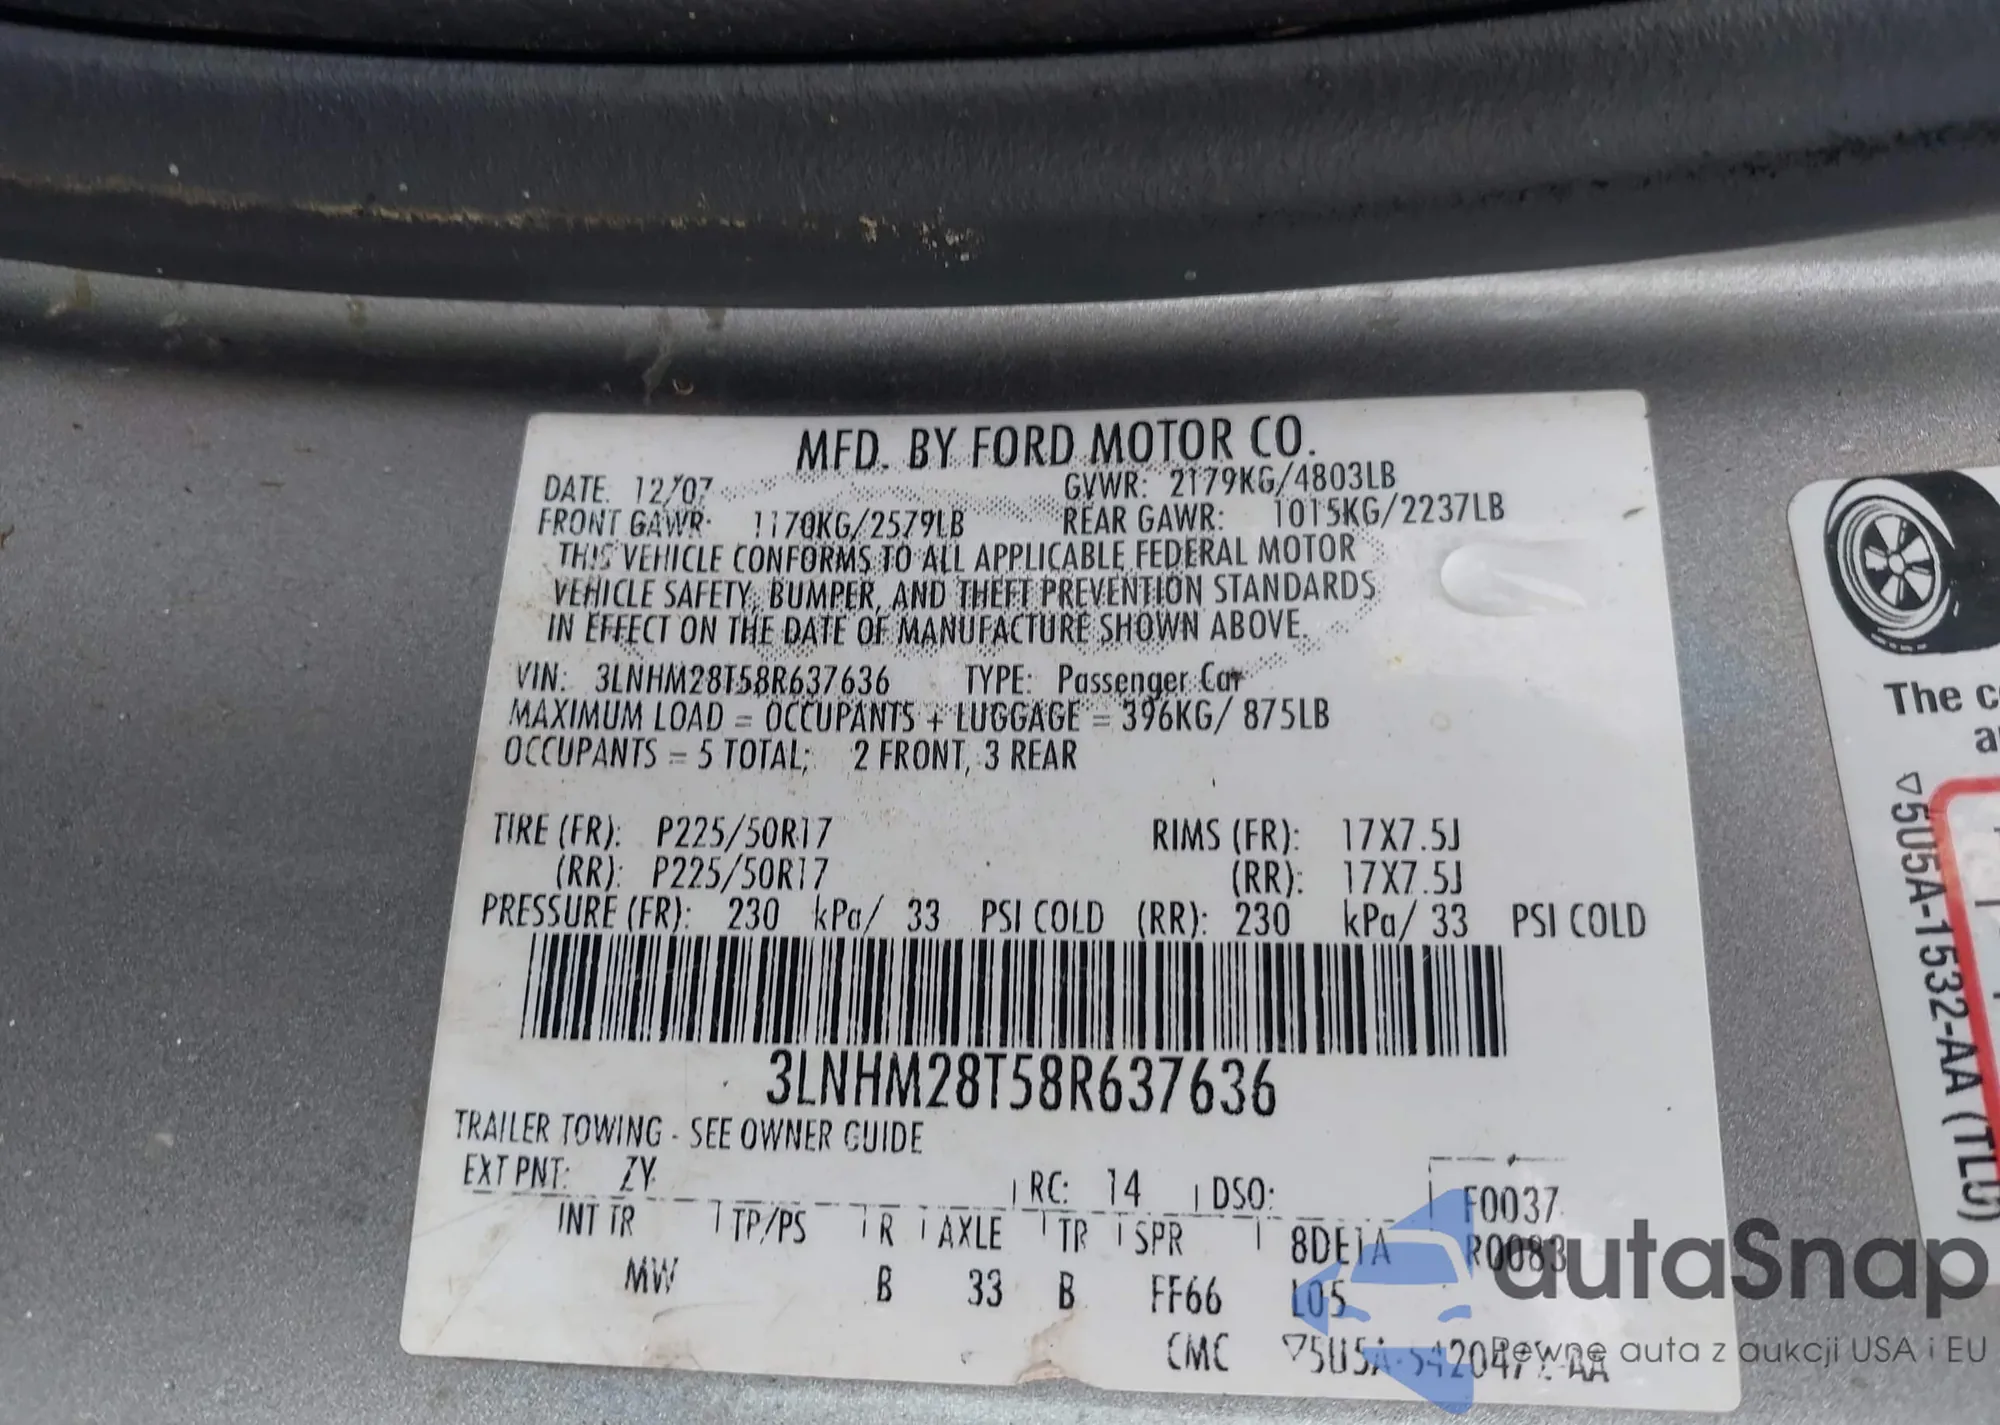 MFD. BY FORD MOTOR CO.
DATE: 12/07 GVWR: 2179KG/4803LB
FRONT GAWR: 1170KG/2579LB REAR GAWR: 1015KG/2237LB
THIS VEHICLE CONFORMS TO ALL APPLICABLE FEDERAL MOTOR
VEHICLE SAFETY, BUMPER, AND THEFT PREVENTION STANDARDS
IN EFFECT ON THE DATE OF MANUFACTURE SHOWN ABOVE.
VIN: 3LNHM28T58R637636 TYPE: Passenger Car
MAXIMUM LOAD = OCCUPANTS + LUGGAGE = 396KG/ 875LB
OCCUPANTS = 5 TOTAL; 2 FRONT, 3 REAR
TIRE (FR): P225/50R17 RIMS (FR): 17X7.5J
(RR): P225/50R17 (RR): 17X7.5J
PRESSURE (FR): 230 kPa/ 33 PSI COLD (RR): 230 kPa/ 33 PSI COLD
3LNHM28T58R637636
TRAILER TOWING - SEE OWNER GUIDE
EXT PNT: ZY RC: 14 DSO: F0037
INT TR TP/PS R AXLE TR SPR 8DE1A R0083
MW B 33 B FF66 L05
CMC
The
5U5A-1532-AA (TLD)
autaSnap
Pewne auta z aukcji USA i EU